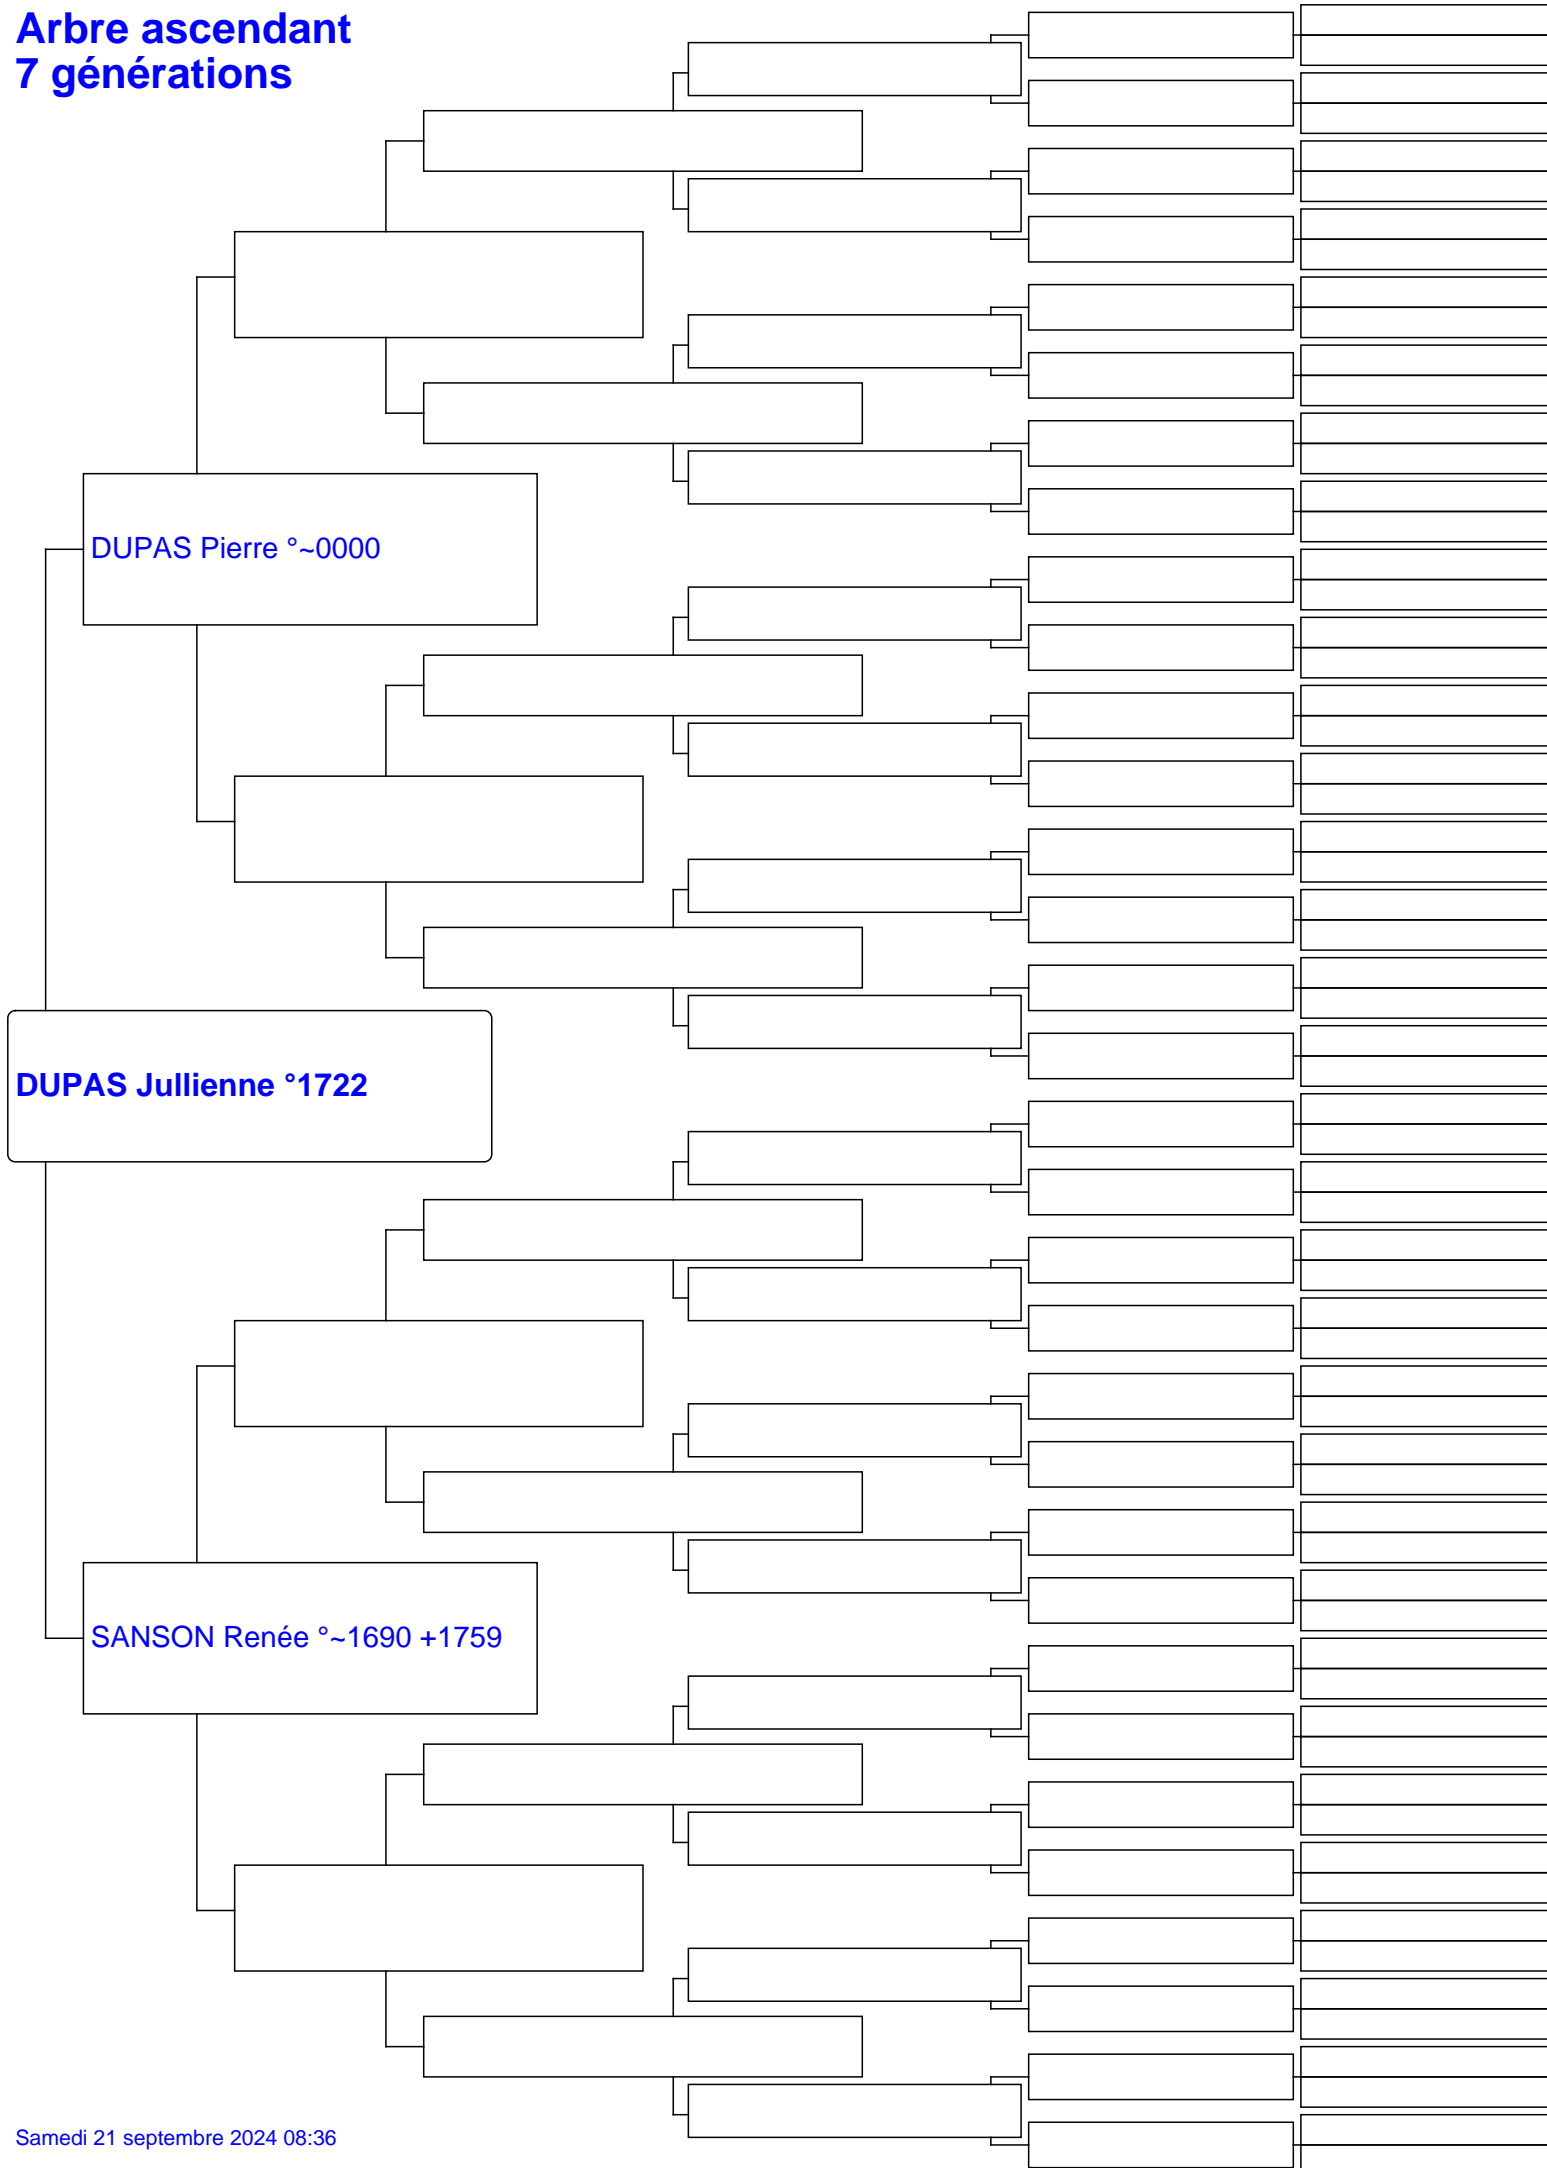 Arbre ascendant
7 générations
DUPAS Pierre °~0000
DUPAS Jullienne °1722
SANSON Renée °~1690 +1759
Samedi 21 septembre 2024 08:36